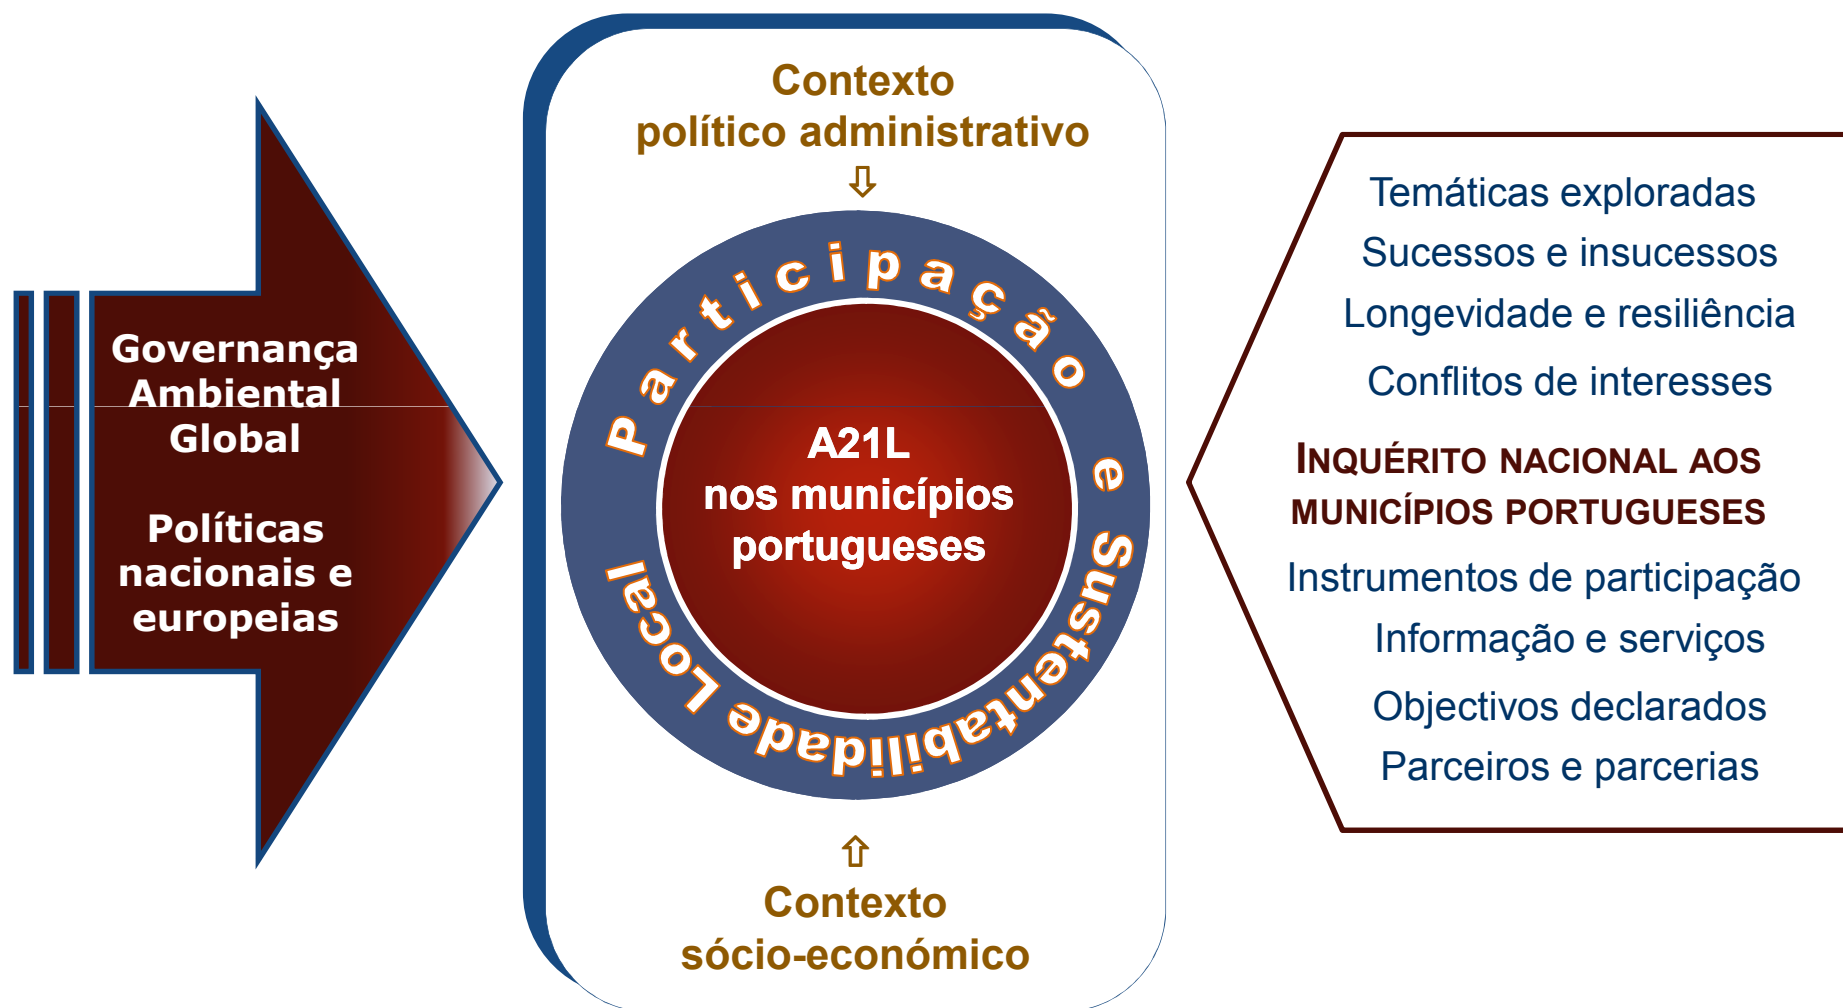 Governança
Ambiental
Global
Políticas
nacionais e
europeias
Contexto
político administrativo
⇩
Participação e Sustentabilidade Local
A21L
nos municípios
portugueses
⇧
Contexto
sócio-económico
Temáticas exploradas
Sucessos e insucessos
Longevidade e resiliência
Conflitos de interesses
INQUÉRITO NACIONAL AOS
MUNICÍPIOS PORTUGUESES
Instrumentos de participação
Informação e serviços
Objectivos declarados
Parceiros e parcerias